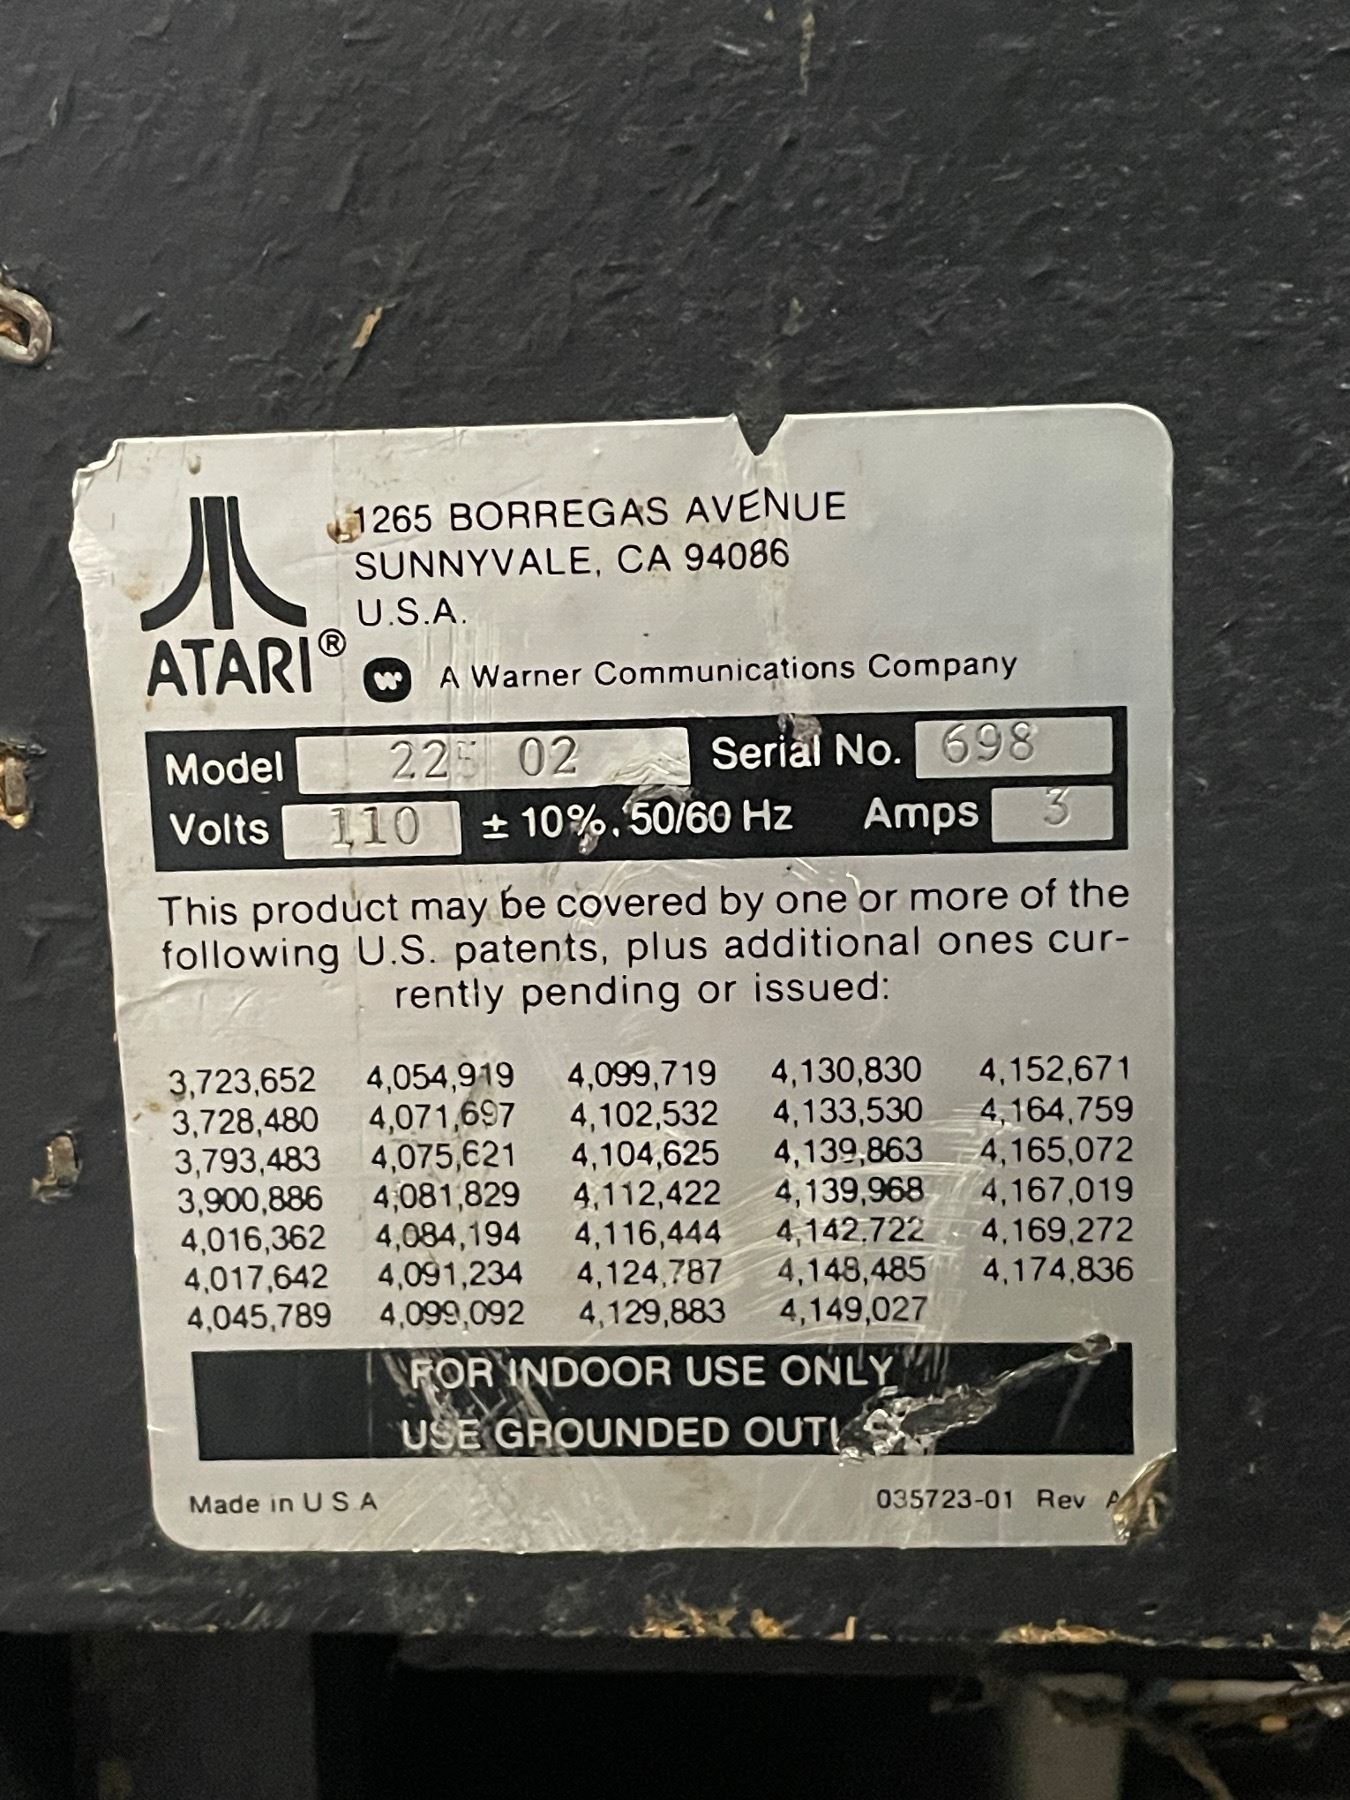 1265 BORREGAS AVENUE
SUNNYVALE, CA 94086
U.S.A.
ATARI®
A Warner Communications Company
Model 225 02 Serial No. 698
Volts 110 ± 10%, 50/60 Hz Amps 3
This product may be covered by one or more of the
following U.S. patents, plus additional ones cur-
rently pending or issued:
3,723,652 4,054,919 4,099,719 4,130,830 4,152,671
3,728,480 4,071,697 4,102,532 4,133,530 4,164,759
3,793,483 4,075,621 4,104,625 4,139,863 4,165,072
3,900,886 4,081,829 4,112,422 4,139,968 4,167,019
4,016,362 4,084,194 4,116,444 4,142,722 4,169,272
4,017,642 4,091,234 4,124,787 4,148,485 4,174,836
4,045,789 4,099,092 4,129,883 4,149,027
FOR INDOOR USE ONLY
USE GROUNDED
Made in U S A 035723-01 Rev A